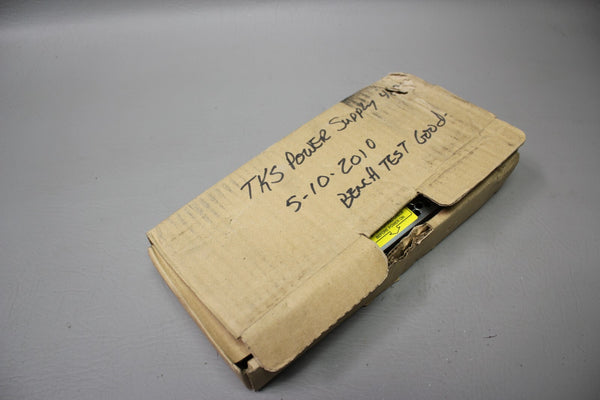 TKS POWER Supply
5-10-2010
BENCH TEST GOOD